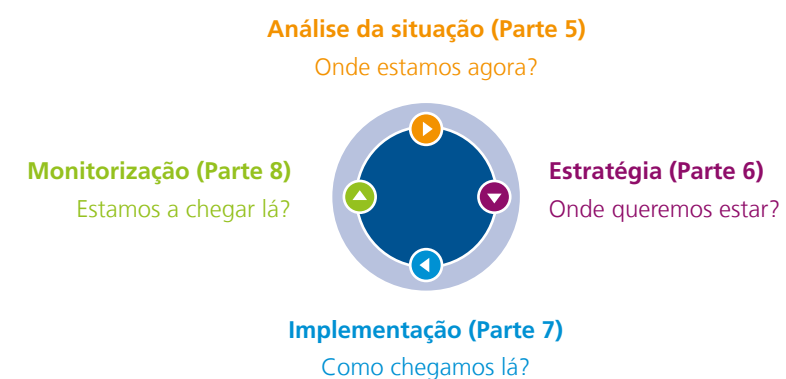 Análise da situação (Parte 5)
Onde estamos agora?
Monitorização (Parte 8)
Estamos a chegar lá?
Estratégia (Parte 6)
Onde queremos estar?
Implementação (Parte 7)
Como chegamos lá?